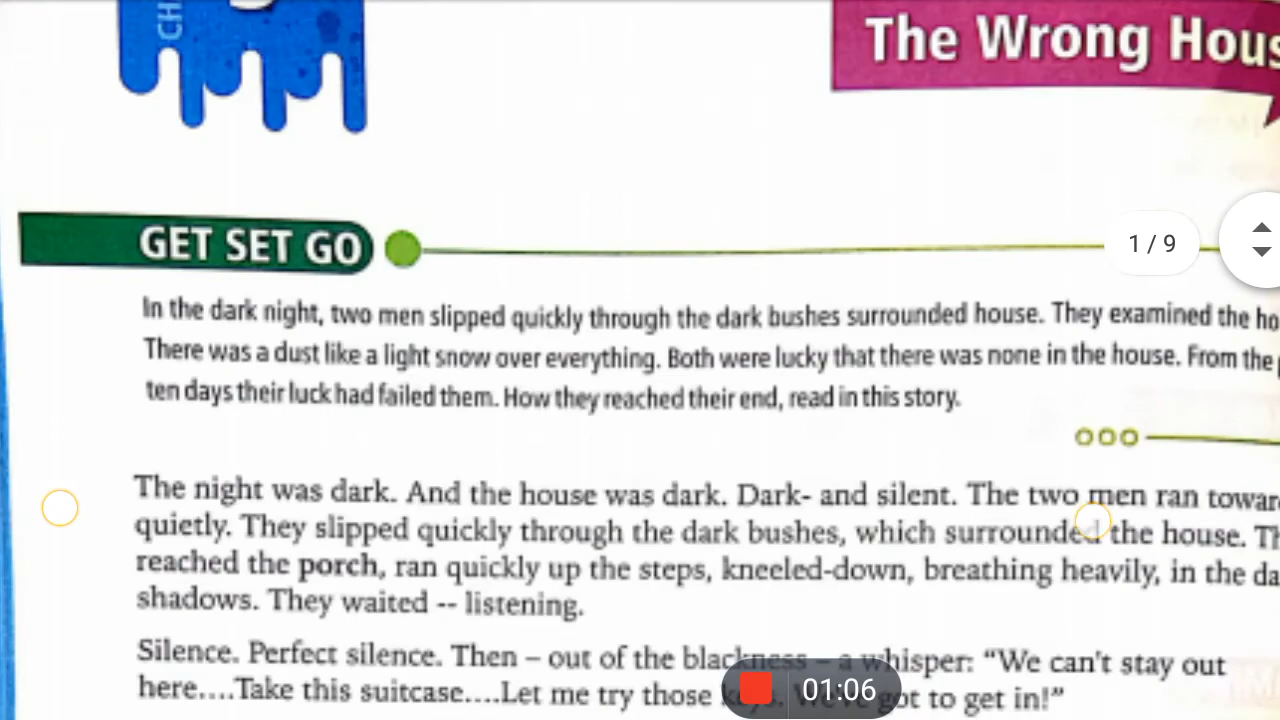 CH
The Wrong Hous
GET SET GO
1 / 9
In the dark night, two men slipped quickly through the dark bushes surrounded house. They examined the ho
There was a dust like a light snow over everything. Both were lucky that there was none in the house. From the
ten days their luck had failed them. How they reached their end, read in this story.
The night was dark. And the house was dark. Dark- and silent. The two men ran towar
quietly. They slipped quickly through the dark bushes, which surrounded the house. Th
reached the porch, ran quickly up the steps, kneeled-down, breathing heavily, in the da
shadows. They waited -- listening.
Silence. Perfect silence. Then – out of the blackness – a whisper: “We can't stay out
here....Take this suitcase....Let me try those keys. We've got to get in!”
01:06